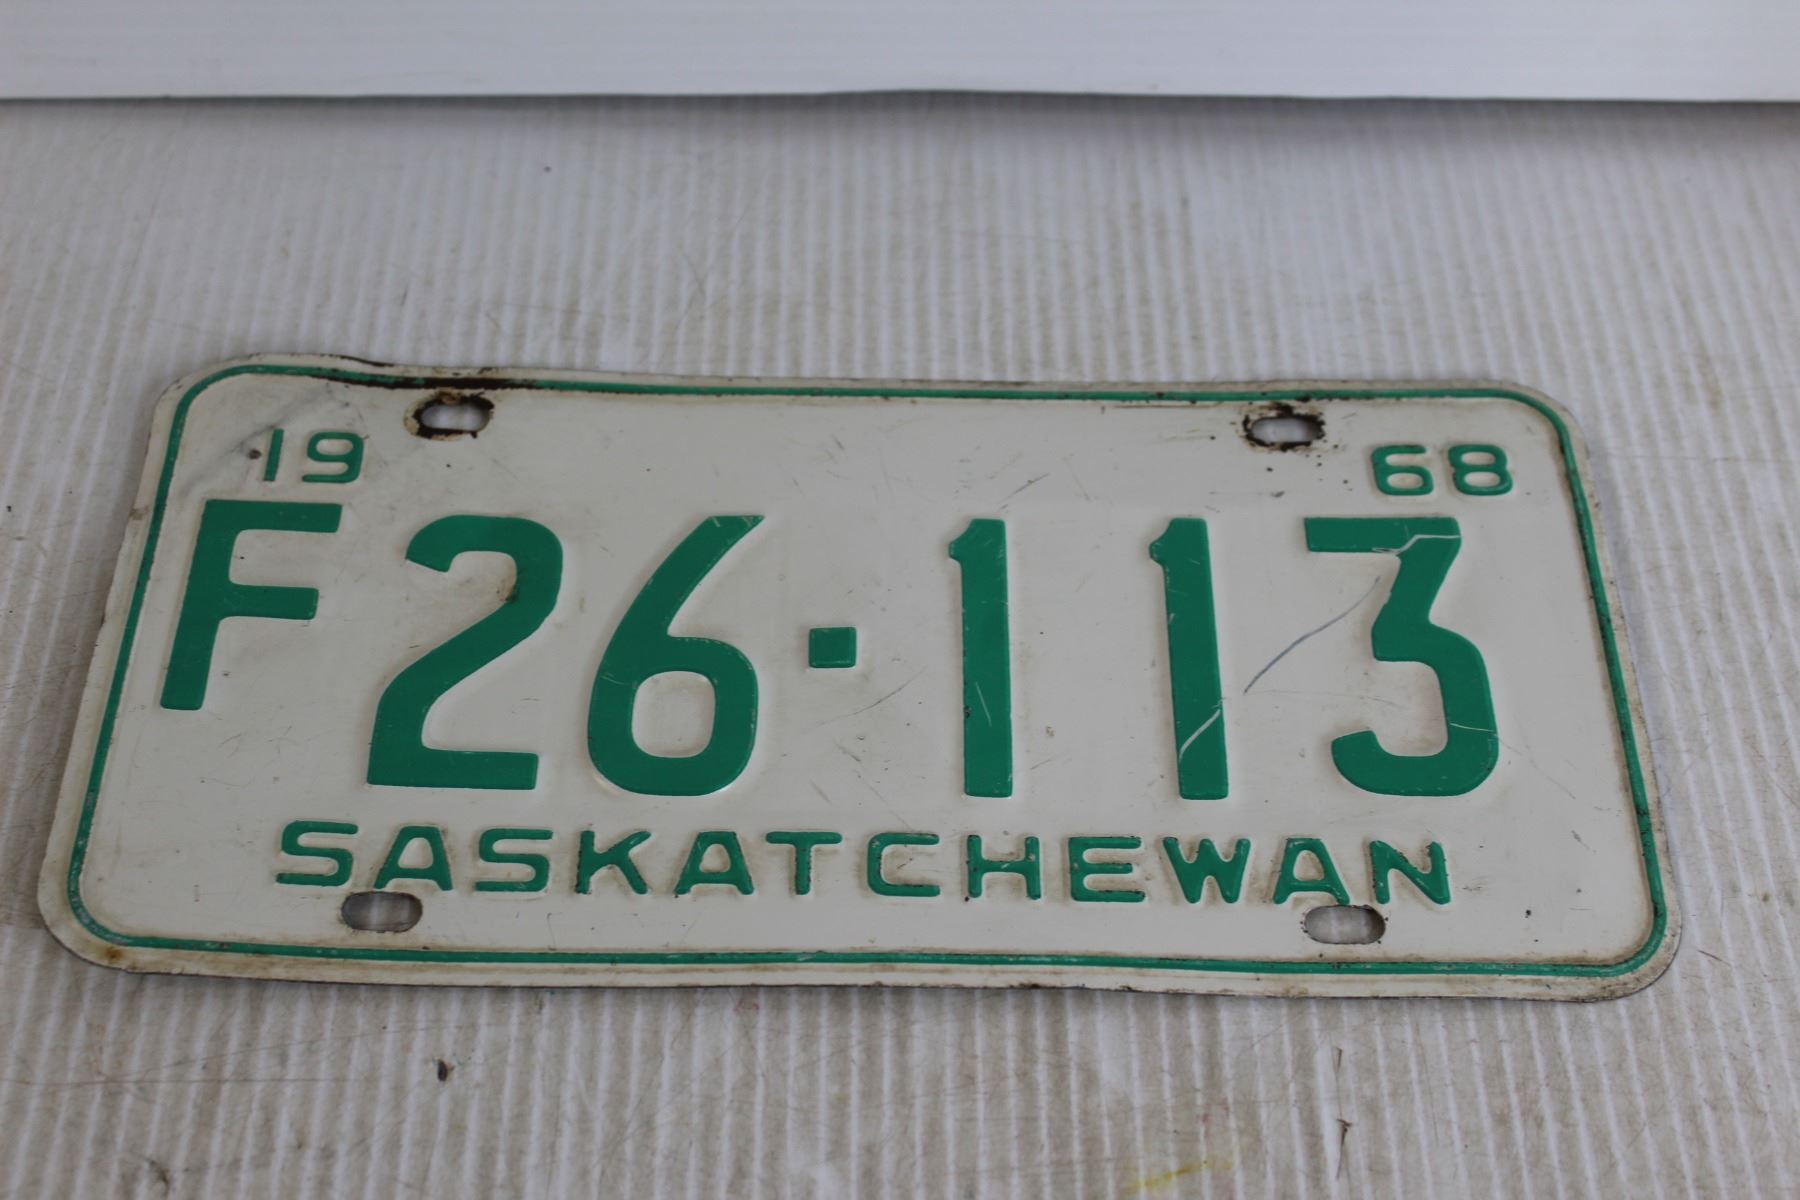 19 68
F26·113
SASKATCHEWAN